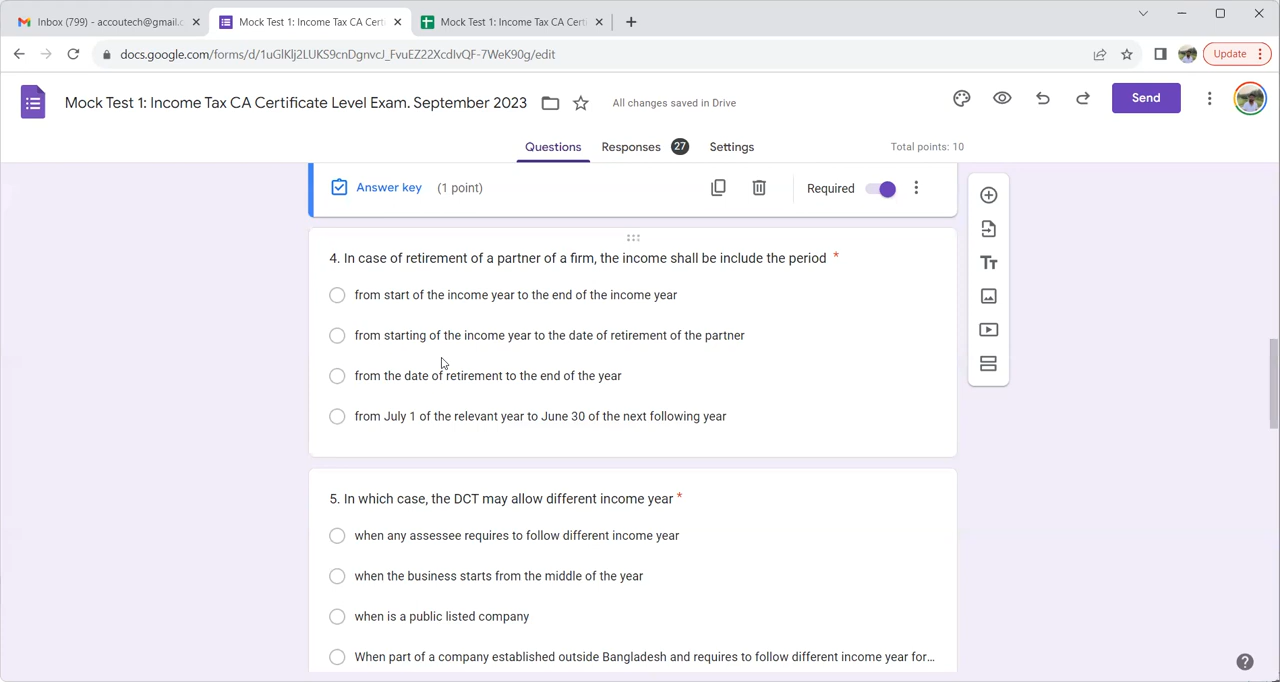 Inbox (799) - accoutech@gmail.c
Mock Test 1: Income Tax CA Certi
Mock Test 1: Income Tax CA Certi
docs.google.com/forms/d/1uGlKlj2LUKS9cnDgnvcJ_FvuEZ22XcdIvQF-7WeK90g/edit
Update
Mock Test 1: Income Tax CA Certificate Level Exam. September 2023
All changes saved in Drive
Send
Questions
Responses 27
Settings
Total points: 10
Answer key (1 point)
Required
4. In case of retirement of a partner of a firm, the income shall be include the period *
from start of the income year to the end of the income year
from starting of the income year to the date of retirement of the partner
from the date of retirement to the end of the year
from July 1 of the relevant year to June 30 of the next following year
5. In which case, the DCT may allow different income year *
when any assessee requires to follow different income year
when the business starts from the middle of the year
when is a public listed company
When part of a company established outside Bangladesh and requires to follow different income year for...